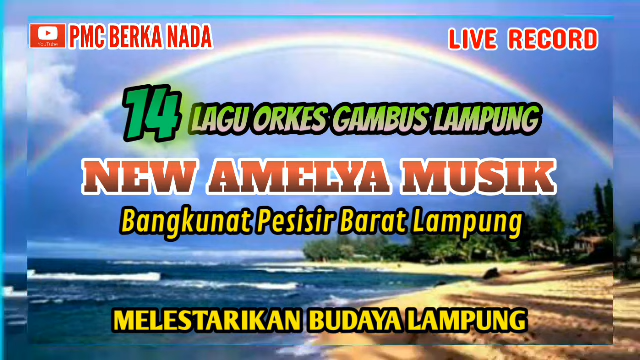 PMC BERKA NADA
LIVE RECORD
14 LAGU ORKES GAMBUS LAMPUNG
NEW AMELYA MUSIK
Bangkunat Pesisir Barat Lampung
MELESTARIKAN BUDAYA LAMPUNG